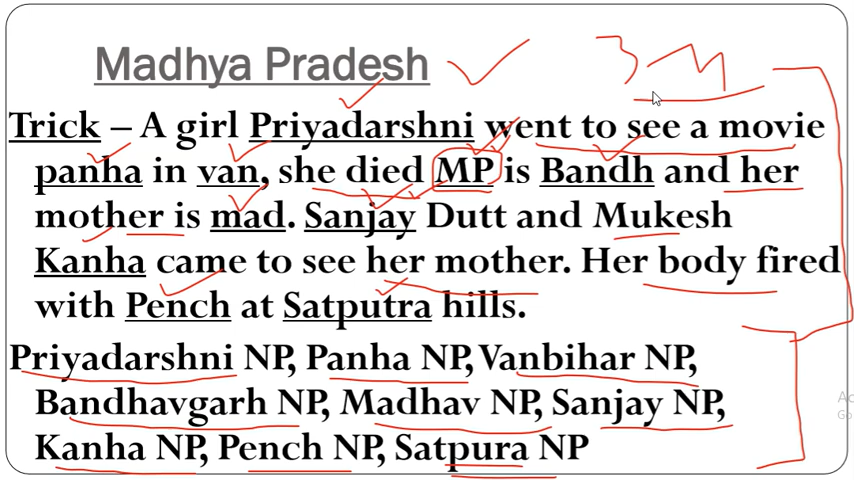 Madhya Pradesh
Trick – A girl Priyadarshni went to see a movie
panha in van, she died MP is Bandh and her
mother is mad. Sanjay Dutt and Mukesh
Kanha came to see her mother. Her body fired
with Pench at Satputra hills.
Priyadarshni NP, Panha NP, Vanbihar NP,
Bandhavgarh NP, Madhav NP, Sanjay NP,
Kanha NP, Pench NP, Satpura NP